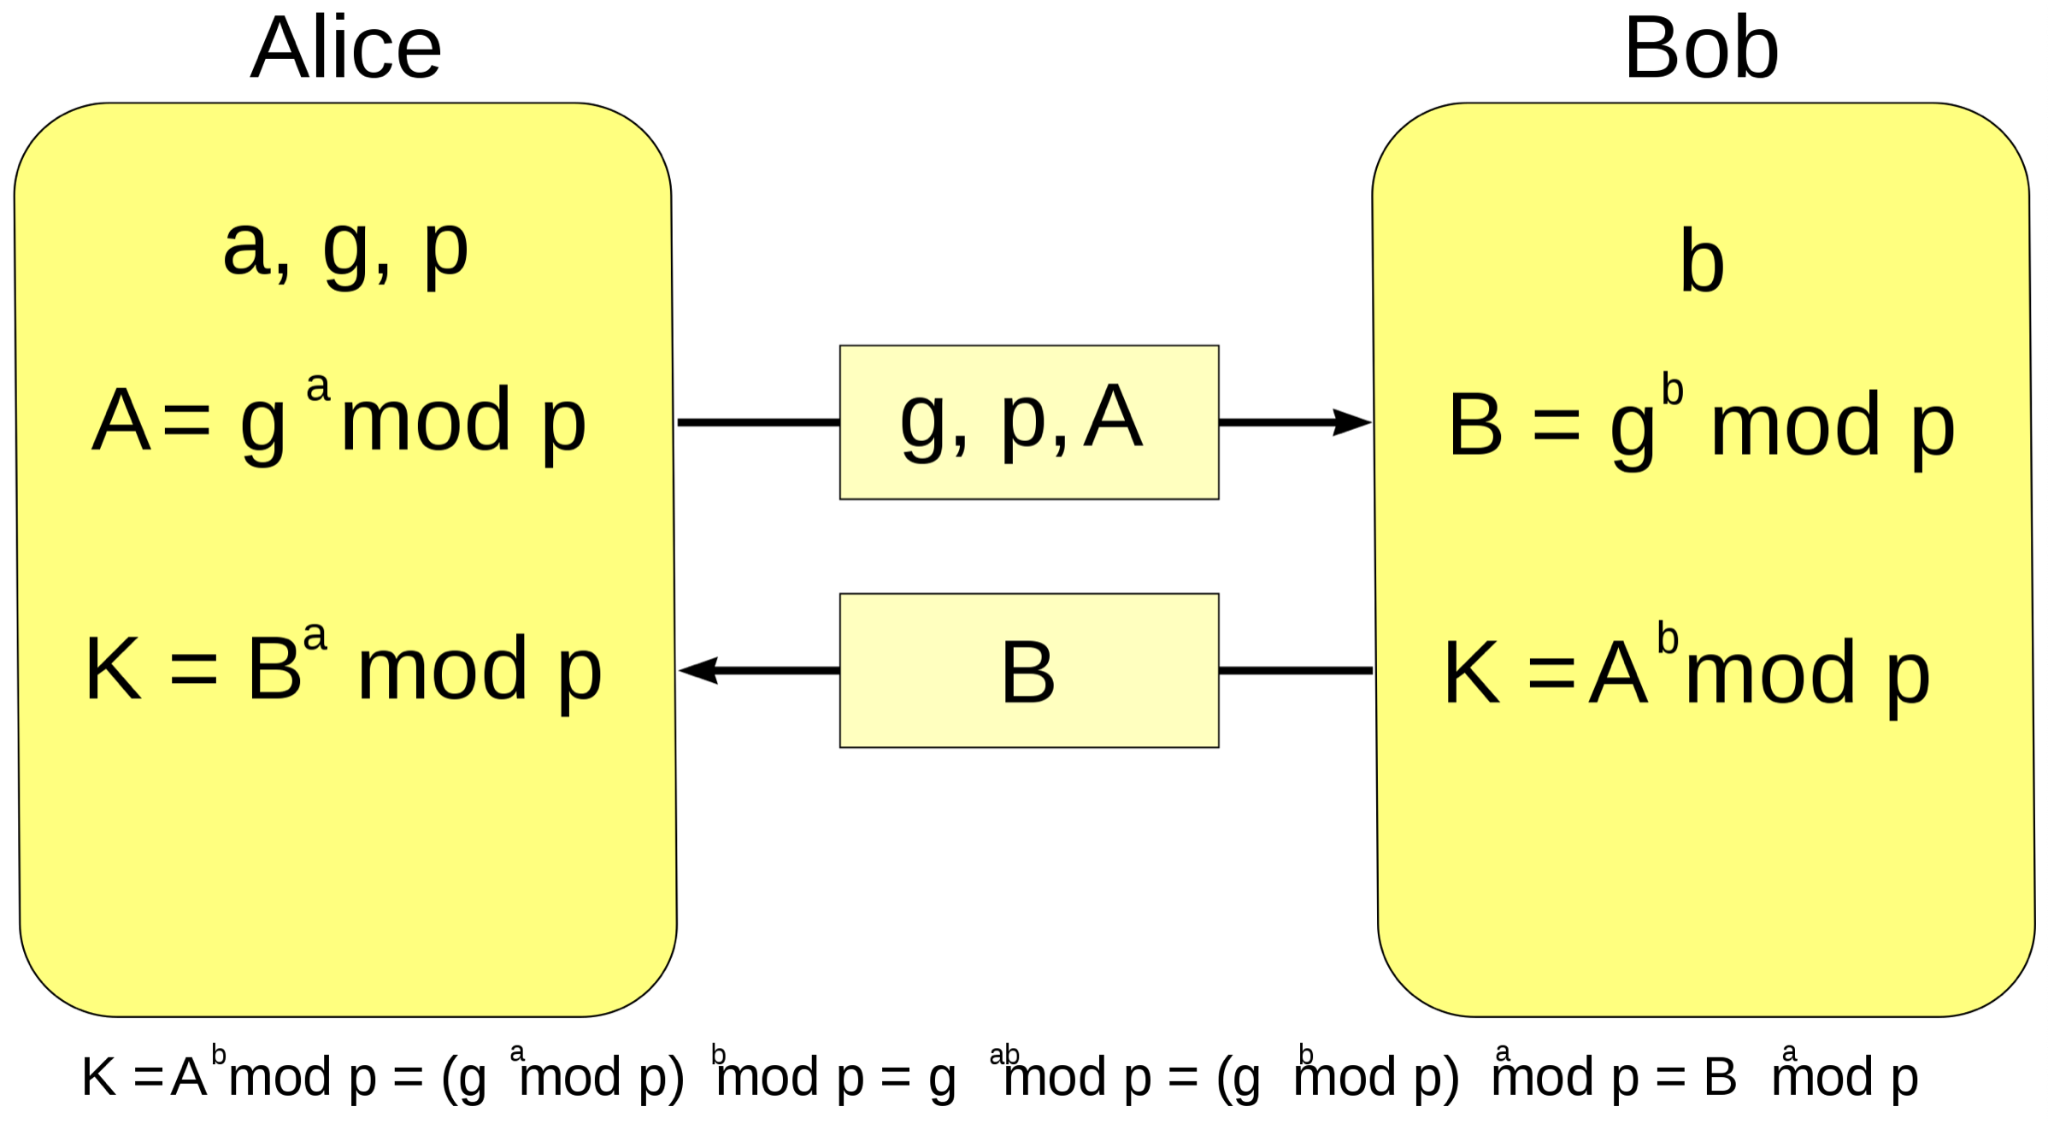 Alice
a, g, p
A = g^a mod p
K = B^a mod p
g, p, A
B
Bob
b
B = g^b mod p
K = A^b mod p
K = A^b mod p = (g^a mod p)^b mod p = g^ab mod p = (g^b mod p)^a mod p = B^a mod p